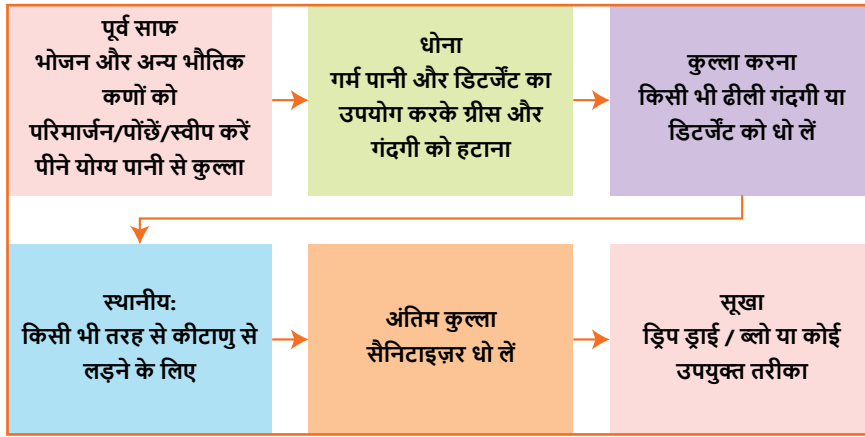 पूर्व साफ
भोजन और अन्य भौतिक
कणों को
परिमार्जन/पोंछें/स्वीप करें
पीने योग्य पानी से कुल्ला
धोना
गर्म पानी और डिटर्जेंट का
उपयोग करके ग्रीस और
गंदगी को हटाना
कुल्ला करना
किसी भी ढीली गंदगी या
डिटर्जेंट को धो लें
स्थानीय:
किसी भी तरह से कीटाणु से
लड़ने के लिए
अंतिम कुल्ला
सैनिटाइज़र धो लें
सूखा
ड्रिप ड्राई / ब्लो या कोई
उपयुक्त तरीका